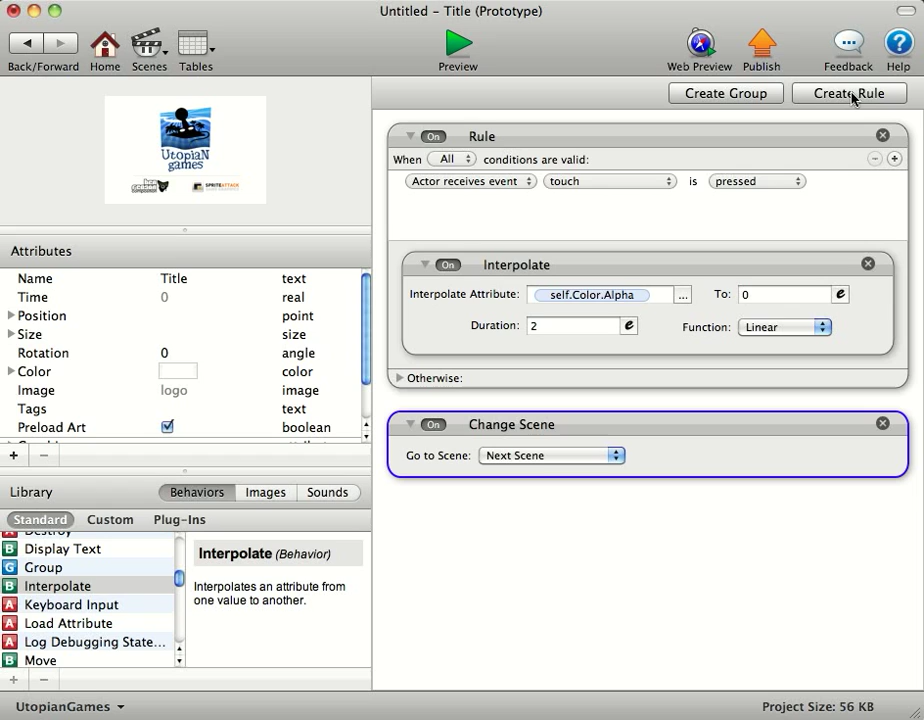 Untitled – Title (Prototype)
Back/Forward Home Scenes Tables Preview Web Preview Publish Feedback Help
Create Group Create Rule
UtopiaN
games
SPRITEATTACK
Attributes
Name Title text
Time 0 real
Position point
Size size
Rotation 0 angle
Color color
Image logo image
Tags text
Preload Art boolean
Library Behaviors Images Sounds
Standard Custom Plug-Ins
Destroy
Display Text
Group
Interpolate
Keyboard Input
Load Attribute
Log Debugging State...
Move
Interpolate (Behavior)
Interpolates an attribute from
one value to another.
On Rule
When All conditions are valid:
Actor receives event touch is pressed
On Interpolate
Interpolate Attribute: self.Color.Alpha ... To: 0 e
Duration: 2 e Function: Linear
Otherwise:
On Change Scene
Go to Scene: Next Scene
UtopianGames Project Size: 56 KB